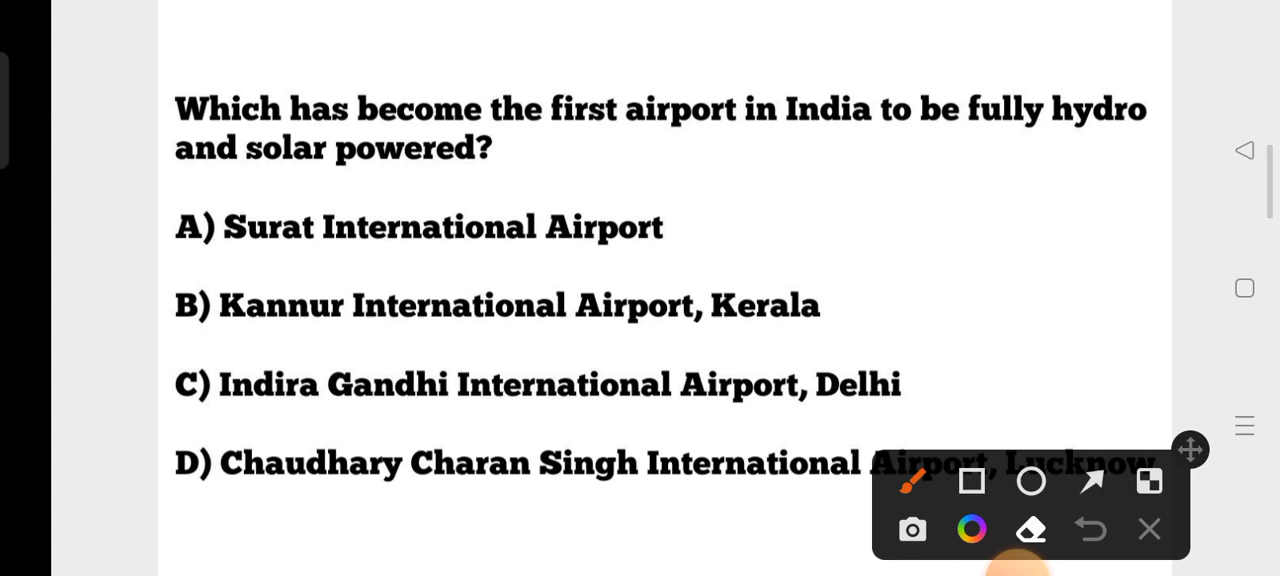 Which has become the first airport in India to be fully hydro
and solar powered?
A) Surat International Airport
B) Kannur International Airport, Kerala
C) Indira Gandhi International Airport, Delhi
D) Chaudhary Charan Singh International Airport, Lucknow